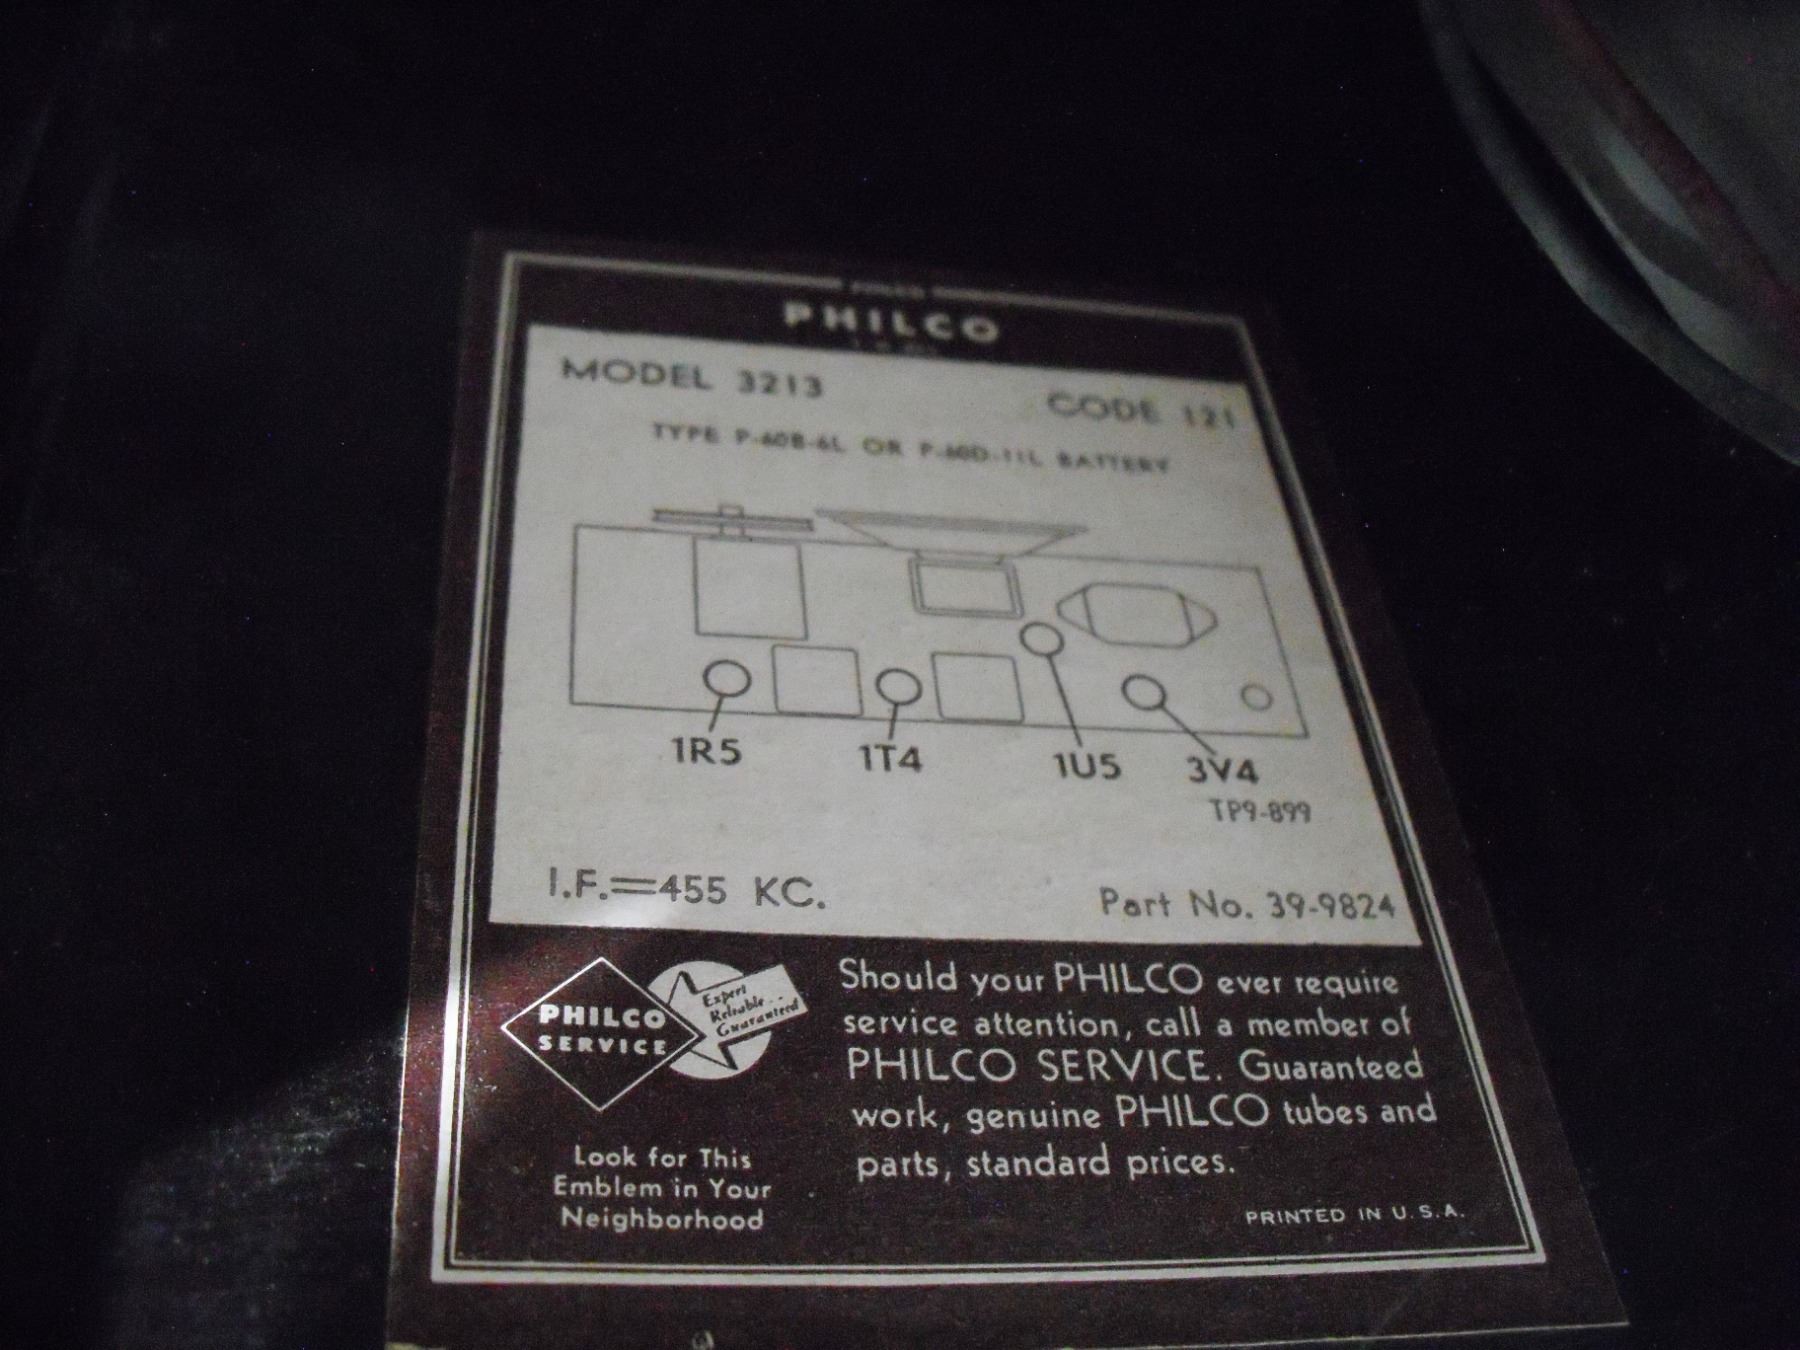 PHILCO
MODEL 3213
CODE 121
TYPE P-60B-6L OR P-60D-11L BATTERY
1R5
1T4
1U5
3V4
TP9-899
I.F.=455 KC.
Part No. 39-9824
PHILCO
SERVICE
Expert
Reliable..
Guaranteed
Look for This
Emblem in Your
Neighborhood
Should your PHILCO ever require
service attention, call a member of
PHILCO SERVICE. Guaranteed
work, genuine PHILCO tubes and
parts, standard prices.
PRINTED IN U.S.A.